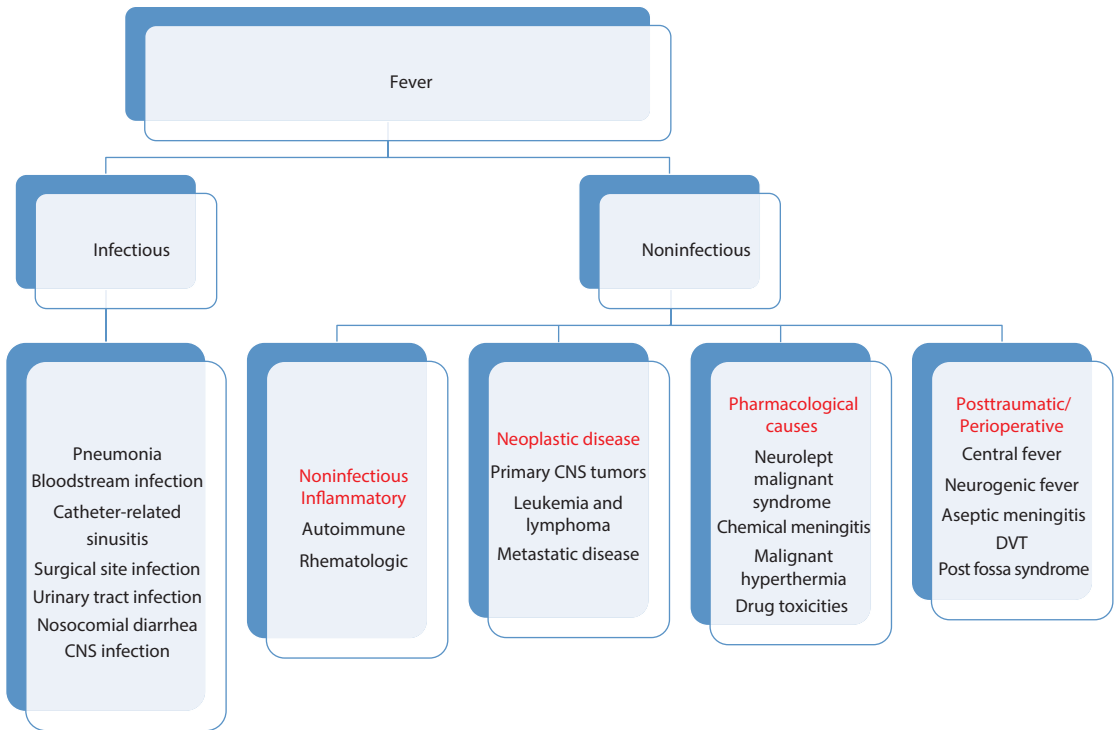 Fever
Infectious
Noninfectious
Pneumonia
Bloodstream infection
Catheter-related
sinusitis
Surgical site infection
Urinary tract infection
Nosocomial diarrhea
CNS infection
Noninfectious
Inflammatory
Autoimmune
Rhematologic
Neoplastic disease
Primary CNS tumors
Leukemia and
lymphoma
Metastatic disease
Pharmacological
causes
Neurolept
malignant
syndrome
Chemical meningitis
Malignant
hyperthermia
Drug toxicities
Posttraumatic/
Perioperative
Central fever
Neurogenic fever
Aseptic meningitis
DVT
Post fossa syndrome